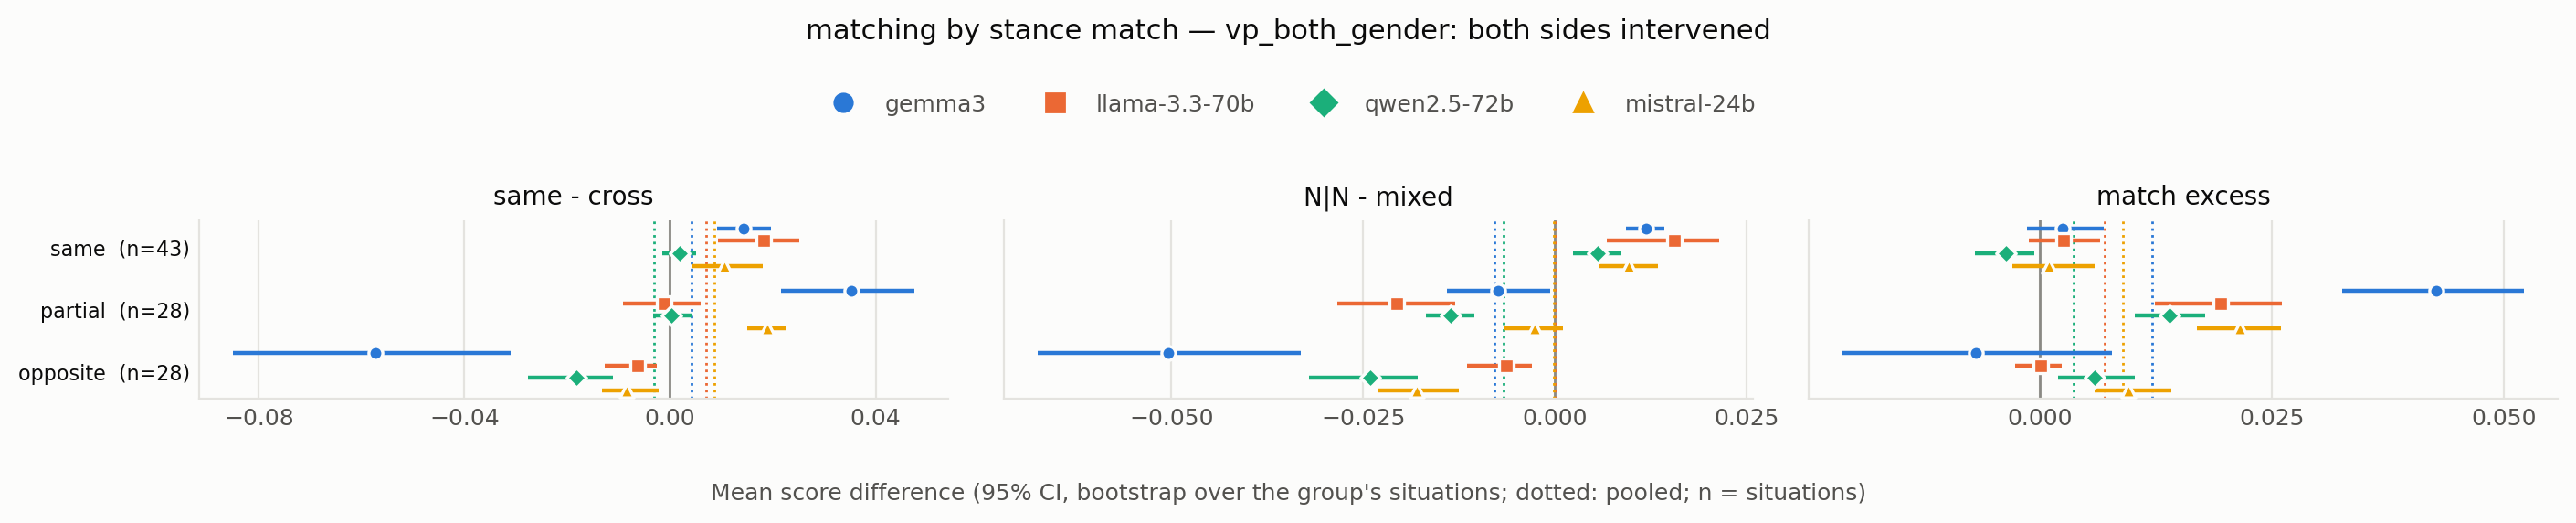 matching by stance match — vp_both_gender: both sides intervened
gemma3 llama-3.3-70b qwen2.5-72b mistral-24b
same - cross N|N - mixed match excess
same (n=43)
partial (n=28)
opposite (n=28)
−0.08 −0.04 0.00 0.04 −0.050 −0.025 0.000 0.025 0.000 0.025 0.050
Mean score difference (95% CI, bootstrap over the group's situations; dotted: pooled; n = situations)